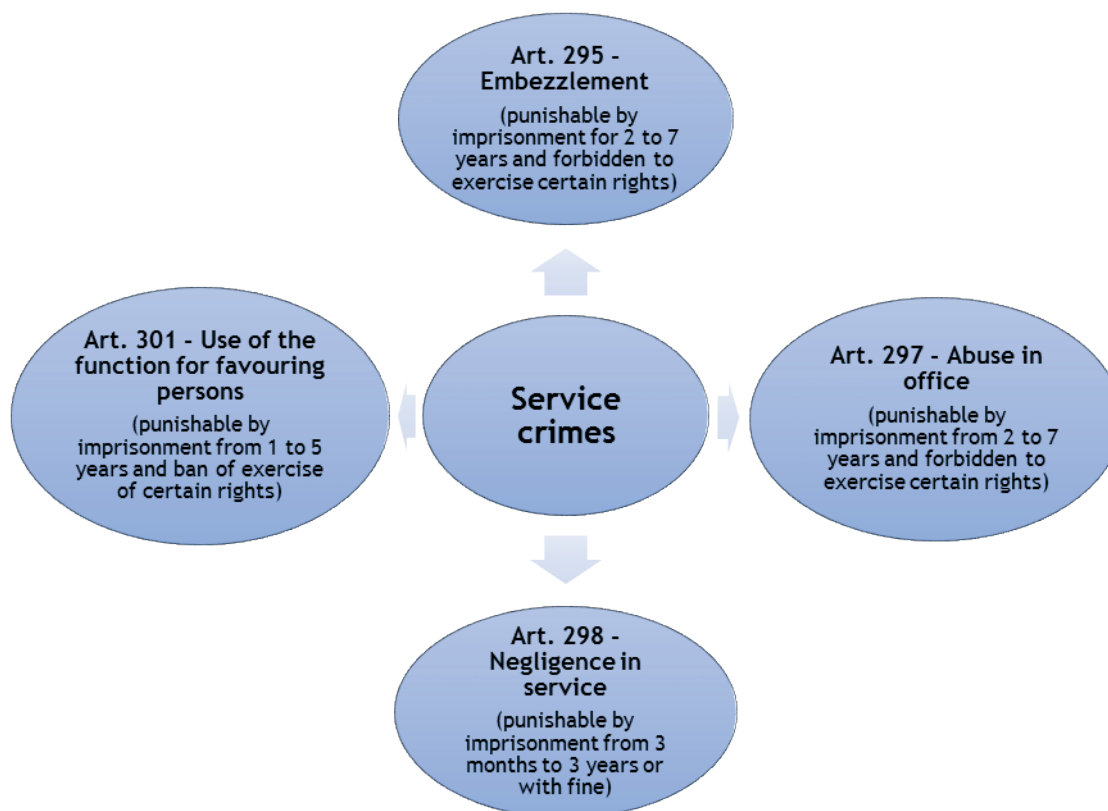 Art. 295 -
Embezzlement
(punishable by
imprisonment for 2 to 7
years and forbidden to
exercise certain rights)
Art. 301 - Use of the
function for favouring
persons
(punishable by
imprisonment from 1 to 5
years and ban of exercise
of certain rights)
Service
crimes
Art. 297 - Abuse in
office
(punishable by
imprisonment from 2 to 7
years and forbidden to
exercise certain rights)
Art. 298 -
Negligence in
service
(punishable by
imprisonment from 3
months to 3 years or
with fine)